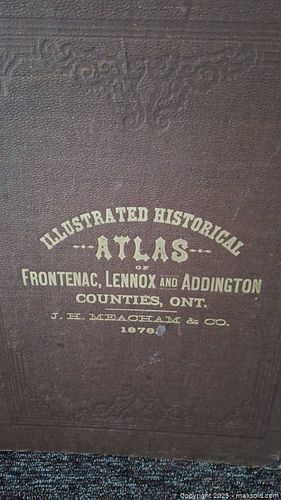 ILLUSTRATED HISTORICAL
ATLAS
OF
FRONTENAC, LENNOX AND ADDINGTON
COUNTIES, ONT.
J. H. MEACHAM & CO.
1878.
Copyright © 2025 - maxsold.com